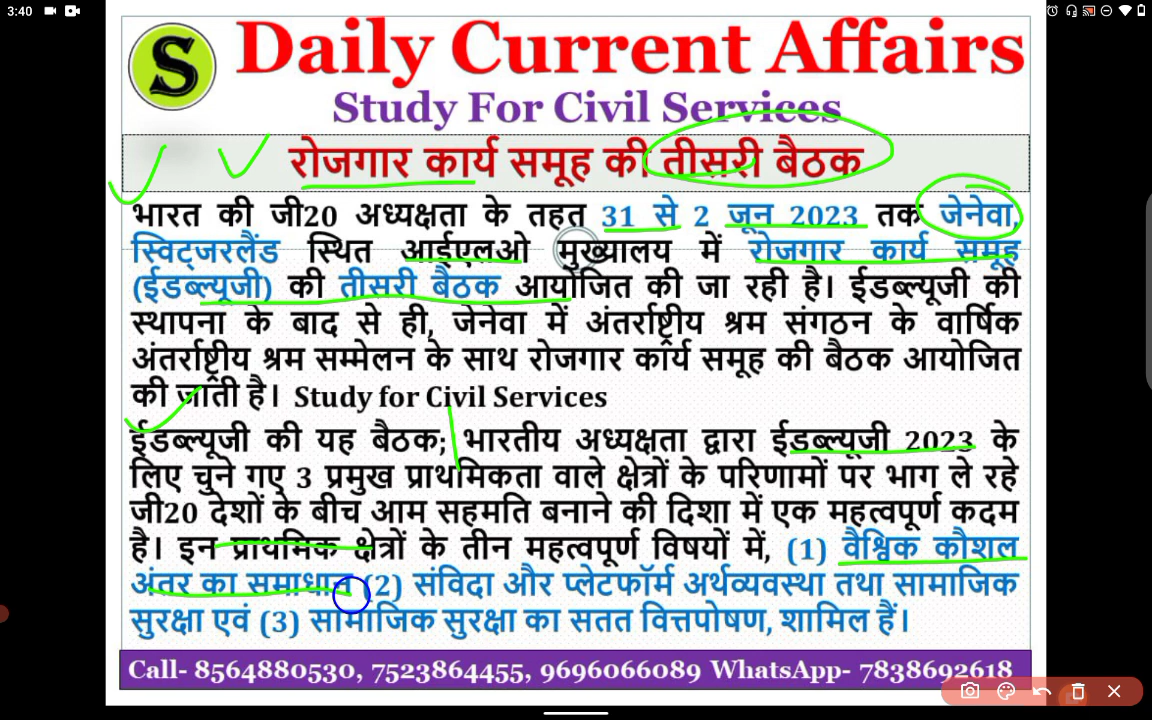 3:40
S
Daily Current Affairs
Study For Civil Services
रोजगार कार्य समूह की तीसरी बैठक
भारत की जी20 अध्यक्षता के तहत 31 से 2 जून 2023 तक जेनेवा,
स्विट्जरलैंड स्थित आईएलओ मुख्यालय में रोजगार कार्य समूह
(ईडब्ल्यूजी) की तीसरी बैठक आयोजित की जा रही है। ईडब्ल्यूजी की
स्थापना के बाद से ही, जेनेवा में अंतर्राष्ट्रीय श्रम संगठन के वार्षिक
अंतर्राष्ट्रीय श्रम सम्मेलन के साथ रोजगार कार्य समूह की बैठक आयोजित
की जाती है। Study for Civil Services
ईडब्ल्यूजी की यह बैठक; भारतीय अध्यक्षता द्वारा ईडब्ल्यूजी 2023 के
लिए चुने गए 3 प्रमुख प्राथमिकता वाले क्षेत्रों के परिणामों पर भाग ले रहे
जी20 देशों के बीच आम सहमति बनाने की दिशा में एक महत्वपूर्ण कदम
है। इन प्राथमिक क्षेत्रों के तीन महत्वपूर्ण विषयों में, (1) वैश्विक कौशल
अंतर का समाधान (2) संविदा और प्लेटफॉर्म अर्थव्यवस्था तथा सामाजिक
सुरक्षा एवं (3) सामाजिक सुरक्षा का सतत वित्तपोषण, शामिल हैं।
Call- 8564880530, 7523864455, 9696066089 WhatsApp- 7838692618